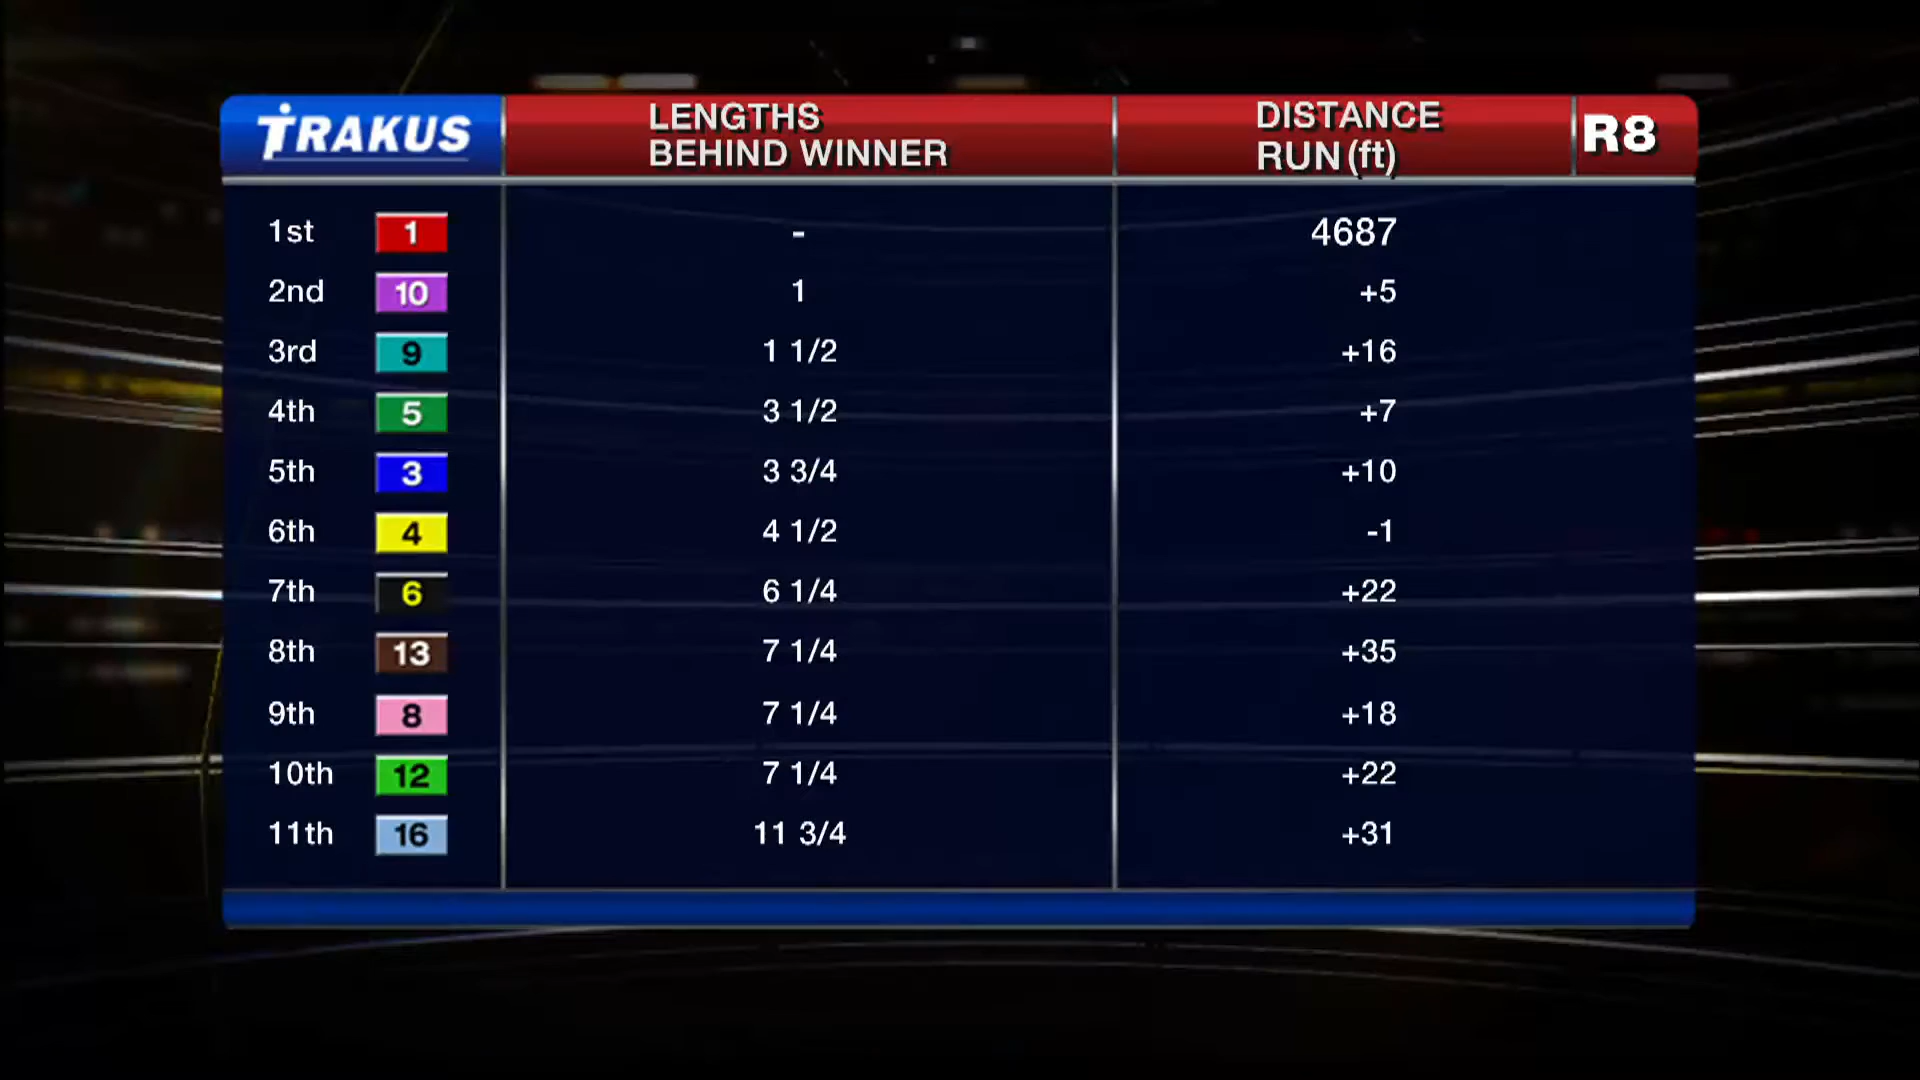 TRAKUS LENGTHS BEHIND WINNER DISTANCE RUN (ft) R8
1st 1 - 4687
2nd 10 1 +5
3rd 9 1 1/2 +16
4th 5 3 1/2 +7
5th 3 3 3/4 +10
6th 4 4 1/2 -1
7th 6 6 1/4 +22
8th 13 7 1/4 +35
9th 8 7 1/4 +18
10th 12 7 1/4 +22
11th 16 11 3/4 +31